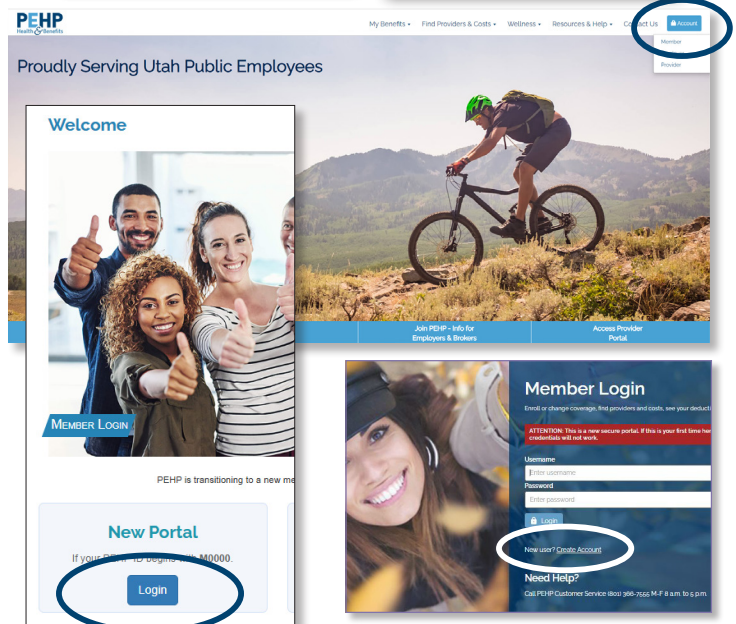 PEHP
Health & Benefits
My Benefits
Find Providers & Costs
Wellness
Resources & Help
Contact Us
Account
Member
Provider
Proudly Serving Utah Public Employees
Join PEHP - Info for
Employers & Brokers
Access Provider
Portal
Welcome
MEMBER LOGIN
PEHP is transitioning to a new me
New Portal
If your PEHP ID begins with M0000.
Login
Member Login
Enroll or change coverage, find providers and costs, see your deducti
ATTENTION: This is a new secure portal. If this is your first time her
credentials will not work.
Username
Enter username
Password
Enter password
Login
New user? Create Account
Need Help?
Call PEHP Customer Service (801) 366-7555 M-F 8 a.m. to 5 p.m.